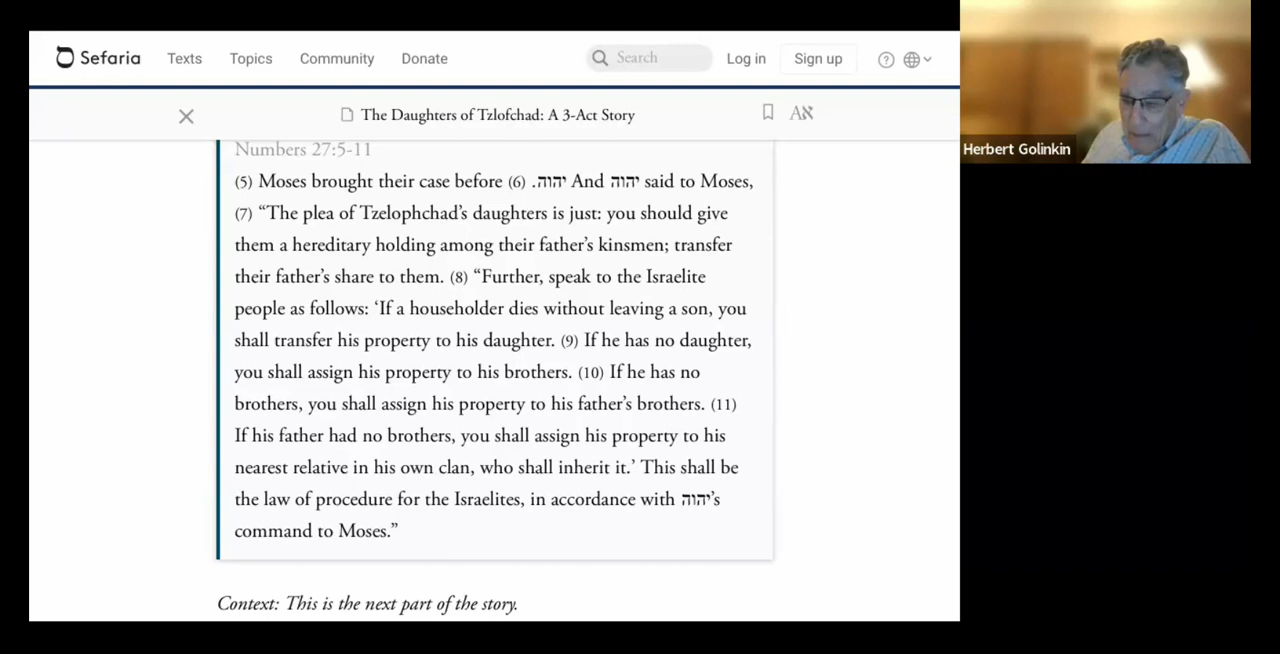 Sefaria
Texts Topics Community Donate
Search
Log in Sign up
The Daughters of Tzlofchad: A 3-Act Story
Aא
Numbers 27:5-11
(5) Moses brought their case before יהוה. (6) And יהוה said to Moses,
(7) “The plea of Tzelophchad’s daughters is just: you should give
them a hereditary holding among their father’s kinsmen; transfer
their father’s share to them. (8) “Further, speak to the Israelite
people as follows: ‘If a householder dies without leaving a son, you
shall transfer his property to his daughter. (9) If he has no daughter,
you shall assign his property to his brothers. (10) If he has no
brothers, you shall assign his property to his father’s brothers. (11)
If his father had no brothers, you shall assign his property to his
nearest relative in his own clan, who shall inherit it.’ This shall be
the law of procedure for the Israelites, in accordance with יהוה’s
command to Moses.”
Context: This is the next part of the story.
Herbert Golinkin